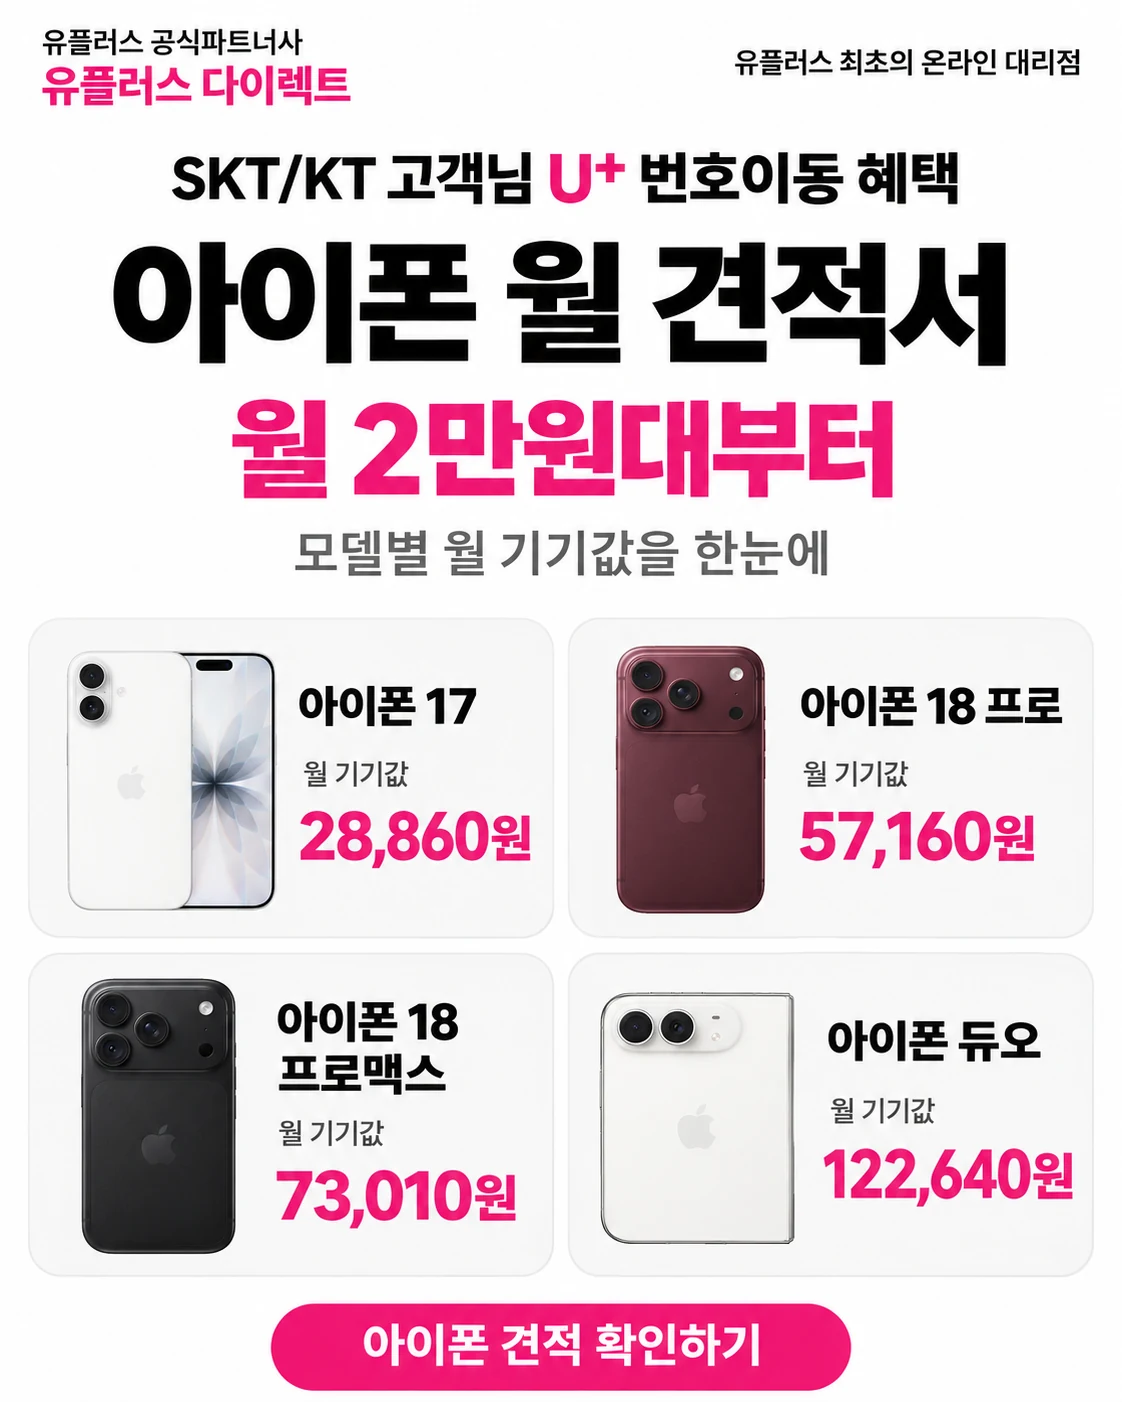 유플러스 공식파트너사
유플러스 다이렉트
유플러스 최초의 온라인 대리점
SKT/KT 고객님 U+ 번호이동 혜택
아이폰 월 견적서
월 2만원대부터
모델별 월 기기값을 한눈에
아이폰 17
월 기기값
28,860원
아이폰 18 프로
월 기기값
57,160원
아이폰 18
프로맥스
월 기기값
73,010원
아이폰 듀오
월 기기값
122,640원
아이폰 견적 확인하기